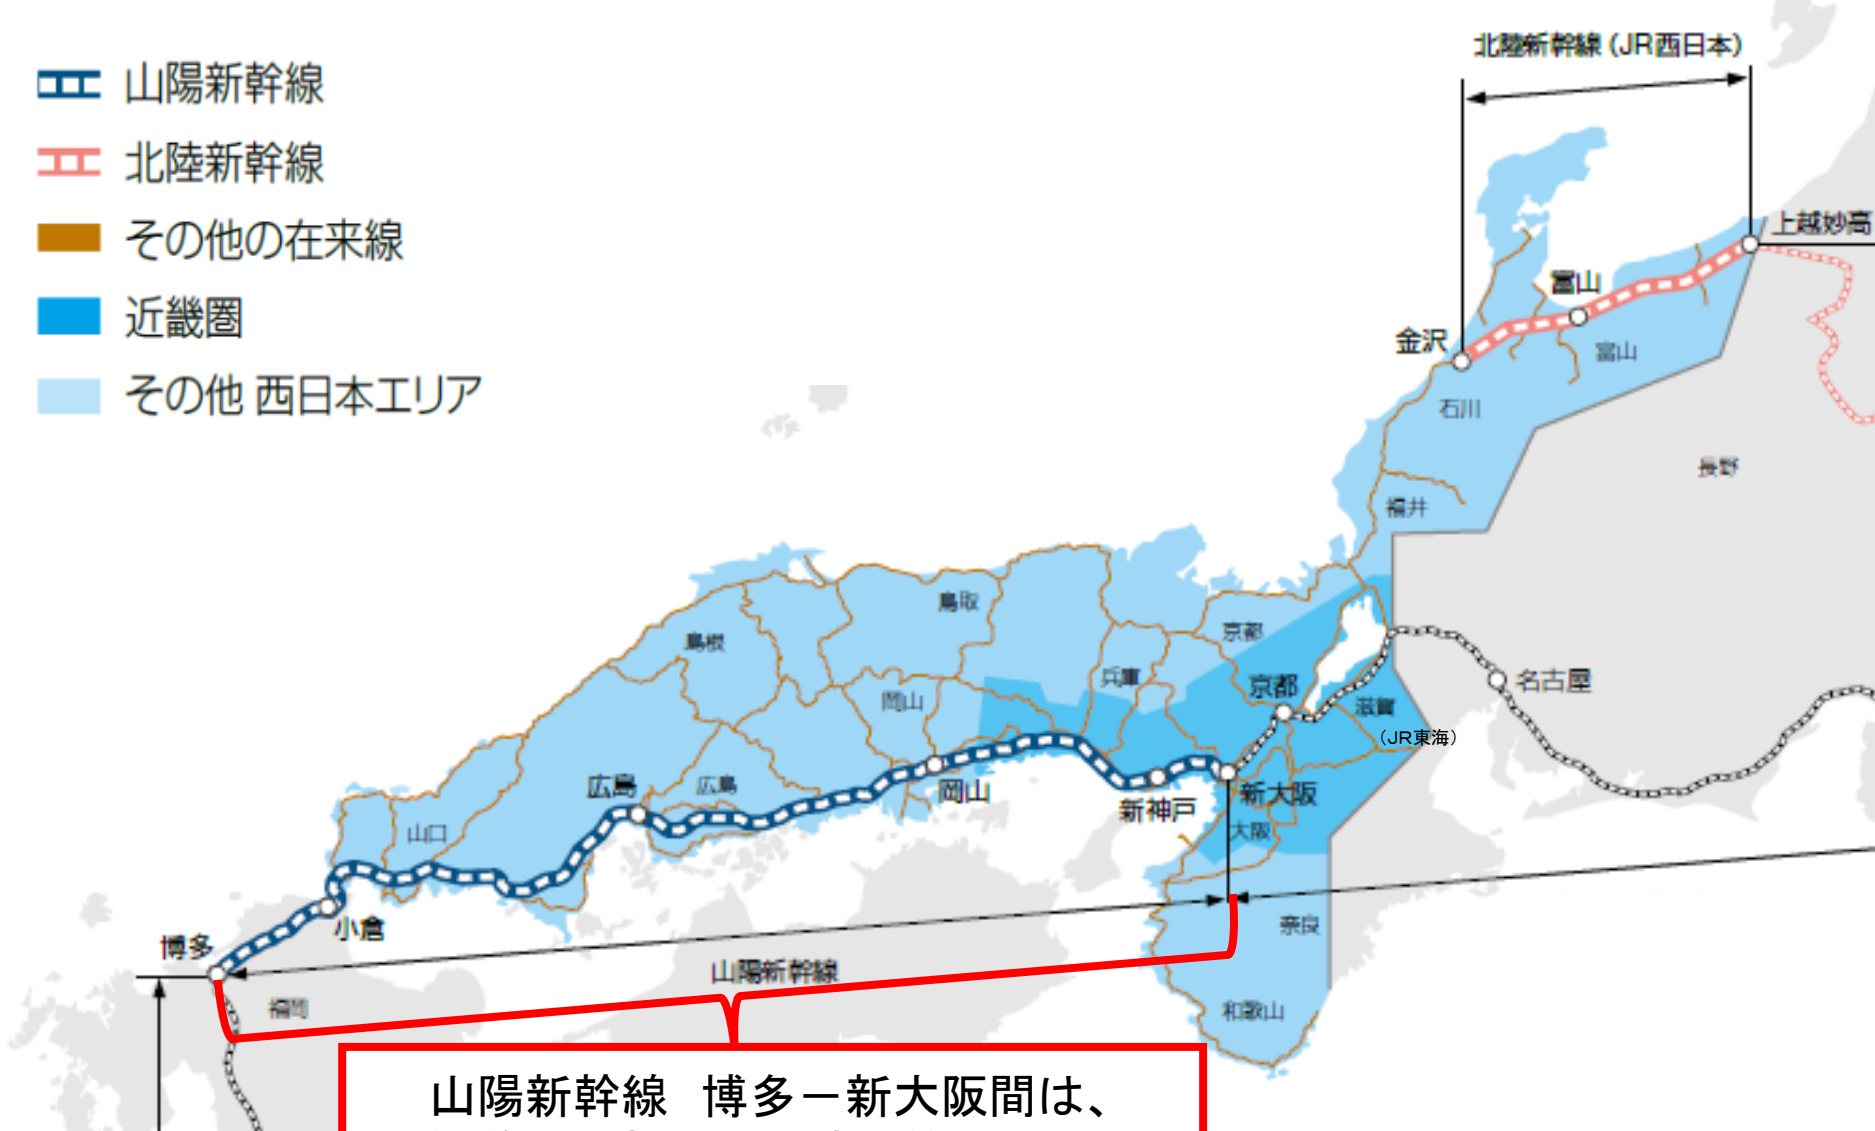 山陽新幹線
北陸新幹線
その他の在来線
近畿圏
その他 西日本エリア
北陸新幹線(JR西日本)
上越妙高
富山
金沢
富山
石川
長野
福井
鳥取
島根
京都
兵庫
京都
名古屋
岡山
滋賀
(JR東海)
広島
広島
岡山
新大阪
新神戸
山口
大阪
小倉
奈良
博多
山陽新幹線
福岡
和歌山
山陽新幹線　博多－新大阪間は、